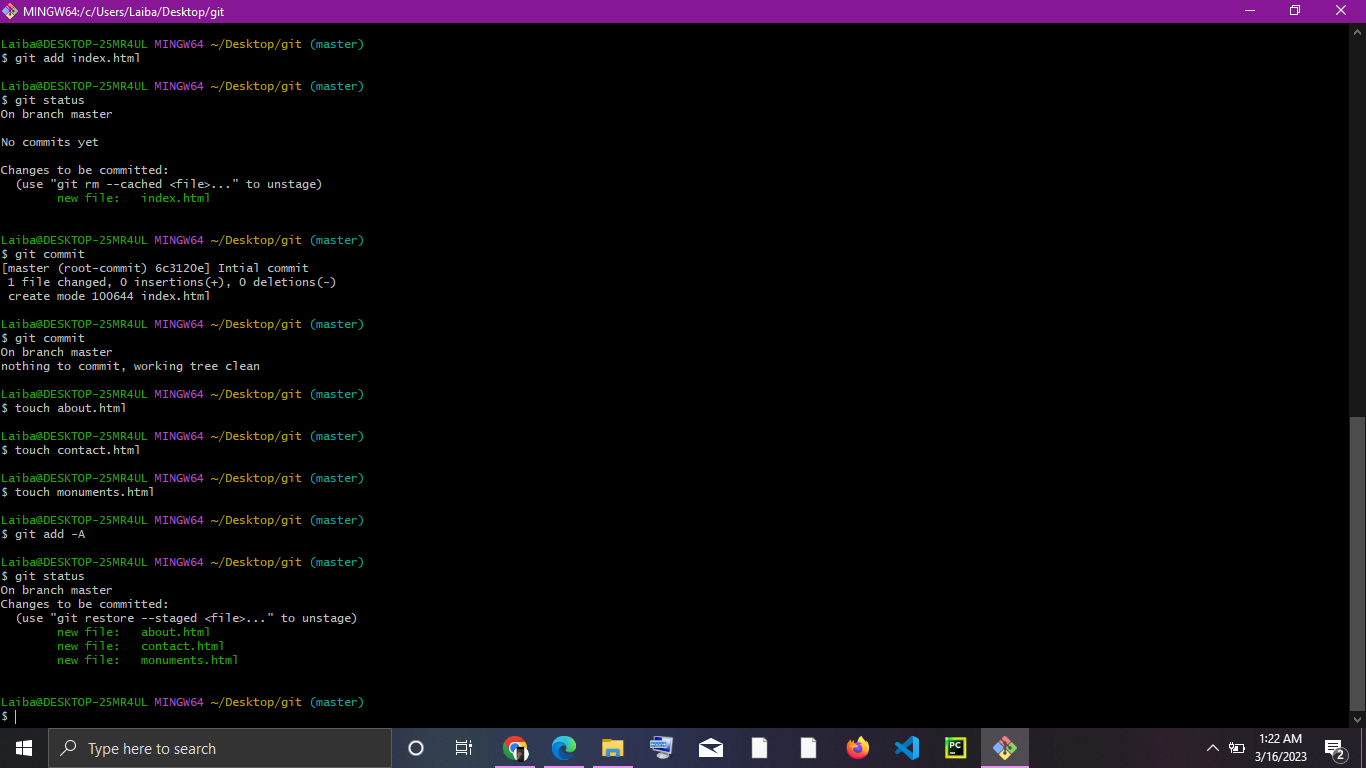 MINGW64:/c/Users/Laiba/Desktop/git
Laiba@DESKTOP-25MR4UL MINGW64 ~/Desktop/git (master)
$ git add index.html
Laiba@DESKTOP-25MR4UL MINGW64 ~/Desktop/git (master)
$ git status
On branch master
No commits yet
Changes to be committed:
  (use "git rm --cached <file>..." to unstage)
        new file:   index.html
Laiba@DESKTOP-25MR4UL MINGW64 ~/Desktop/git (master)
$ git commit
[master (root-commit) 6c3120e] Intial commit
 1 file changed, 0 insertions(+), 0 deletions(-)
 create mode 100644 index.html
Laiba@DESKTOP-25MR4UL MINGW64 ~/Desktop/git (master)
$ git commit
On branch master
nothing to commit, working tree clean
Laiba@DESKTOP-25MR4UL MINGW64 ~/Desktop/git (master)
$ touch about.html
Laiba@DESKTOP-25MR4UL MINGW64 ~/Desktop/git (master)
$ touch contact.html
Laiba@DESKTOP-25MR4UL MINGW64 ~/Desktop/git (master)
$ touch monuments.html
Laiba@DESKTOP-25MR4UL MINGW64 ~/Desktop/git (master)
$ git add -A
Laiba@DESKTOP-25MR4UL MINGW64 ~/Desktop/git (master)
$ git status
On branch master
Changes to be committed:
  (use "git restore --staged <file>..." to unstage)
        new file:   about.html
        new file:   contact.html
        new file:   monuments.html
Laiba@DESKTOP-25MR4UL MINGW64 ~/Desktop/git (master)
$
Type here to search
PC
1:22 AM
3/16/2023
2